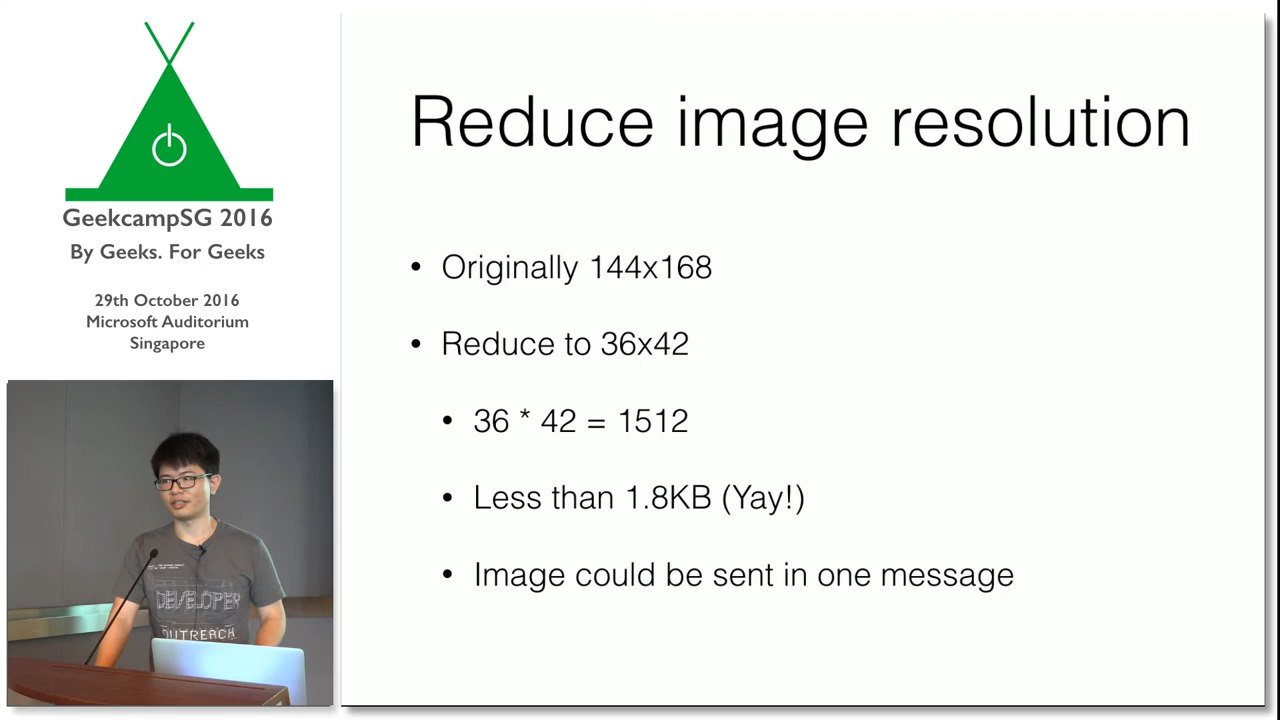 GeekcampSG 2016
By Geeks. For Geeks
29th October 2016
Microsoft Auditorium
Singapore
DEVELOPER
OUTREACH
Reduce image resolution
• Originally 144x168
• Reduce to 36x42
• 36 * 42 = 1512
• Less than 1.8KB (Yay!)
• Image could be sent in one message